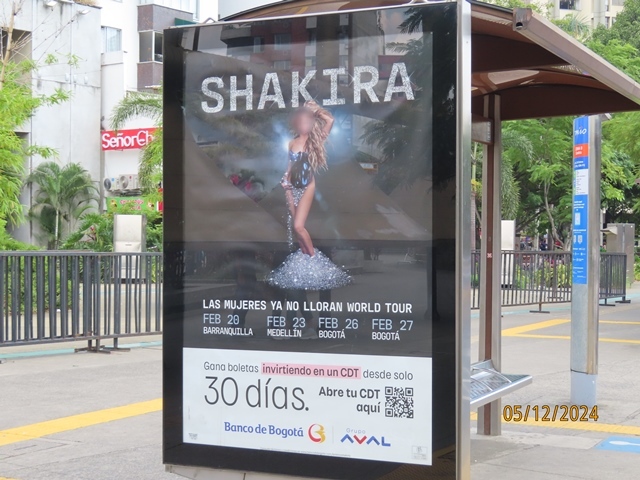 SHAKIRA
SeñorCh
LAS MUJERES YA NO LLORAN WORLD TOUR
FEB 20 FEB 23 FEB 26 FEB 27
BARRANQUILLA MEDELLÍN BOGOTÁ BOGOTÁ
Gana boletas invirtiendo en un CDT desde solo
30 días.
Abre tu CDT
aquí
Banco de Bogotá
Grupo
AVAL
05/12/2024